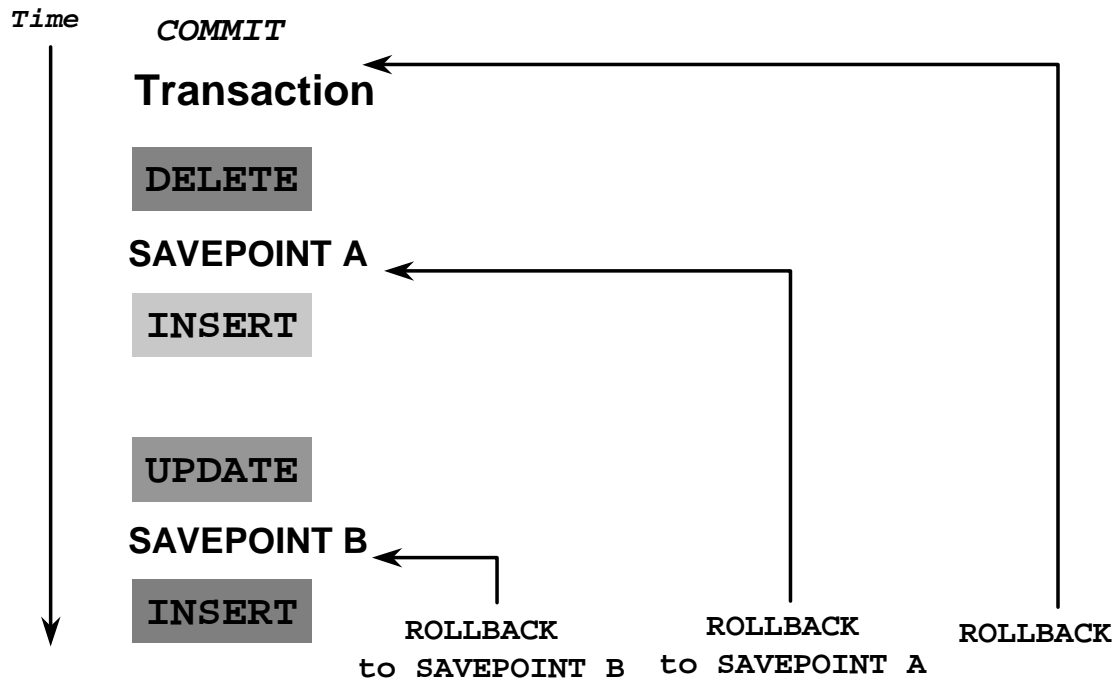 Time
COMMIT
Transaction
DELETE
SAVEPOINT A
INSERT
UPDATE
SAVEPOINT B
INSERT
ROLLBACK
to SAVEPOINT B
ROLLBACK
to SAVEPOINT A
ROLLBACK